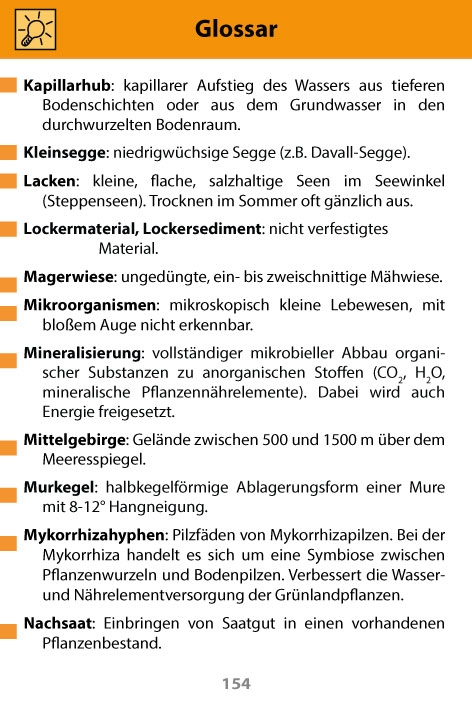 Glossar
Kapillarhub: kapillarer Aufstieg des Wassers aus tieferen
Bodenschichten oder aus dem Grundwasser in den
durchwurzelten Bodenraum.
Kleinsegge: niedrigwüchsige Segge (z.B. Davall-Segge).
Lacken: kleine, flache, salzhaltige Seen im Seewinkel
(Steppenseen). Trocknen im Sommer oft gänzlich aus.
Lockermaterial, Lockersediment: nicht verfestigtes
Material.
Magerwiese: ungedüngte, ein- bis zweischnittige Mähwiese.
Mikroorganismen: mikroskopisch kleine Lebewesen, mit
bloßem Auge nicht erkennbar.
Mineralisierung: vollständiger mikrobieller Abbau organi-
scher Substanzen zu anorganischen Stoffen (CO₂, H₂O,
mineralische Pflanzennährelemente). Dabei wird auch
Energie freigesetzt.
Mittelgebirge: Gelände zwischen 500 und 1500 m über dem
Meeresspiegel.
Murkegel: halbkegelförmige Ablagerungsform einer Mure
mit 8-12° Hangneigung.
Mykorrhizahyphen: Pilzfäden von Mykorrhizapilzen. Bei der
Mykorrhiza handelt es sich um eine Symbiose zwischen
Pflanzenwurzeln und Bodenpilzen. Verbessert die Wasser-
und Nährelementversorgung der Grünlandpflanzen.
Nachsaat: Einbringen von Saatgut in einen vorhandenen
Pflanzenbestand.
154